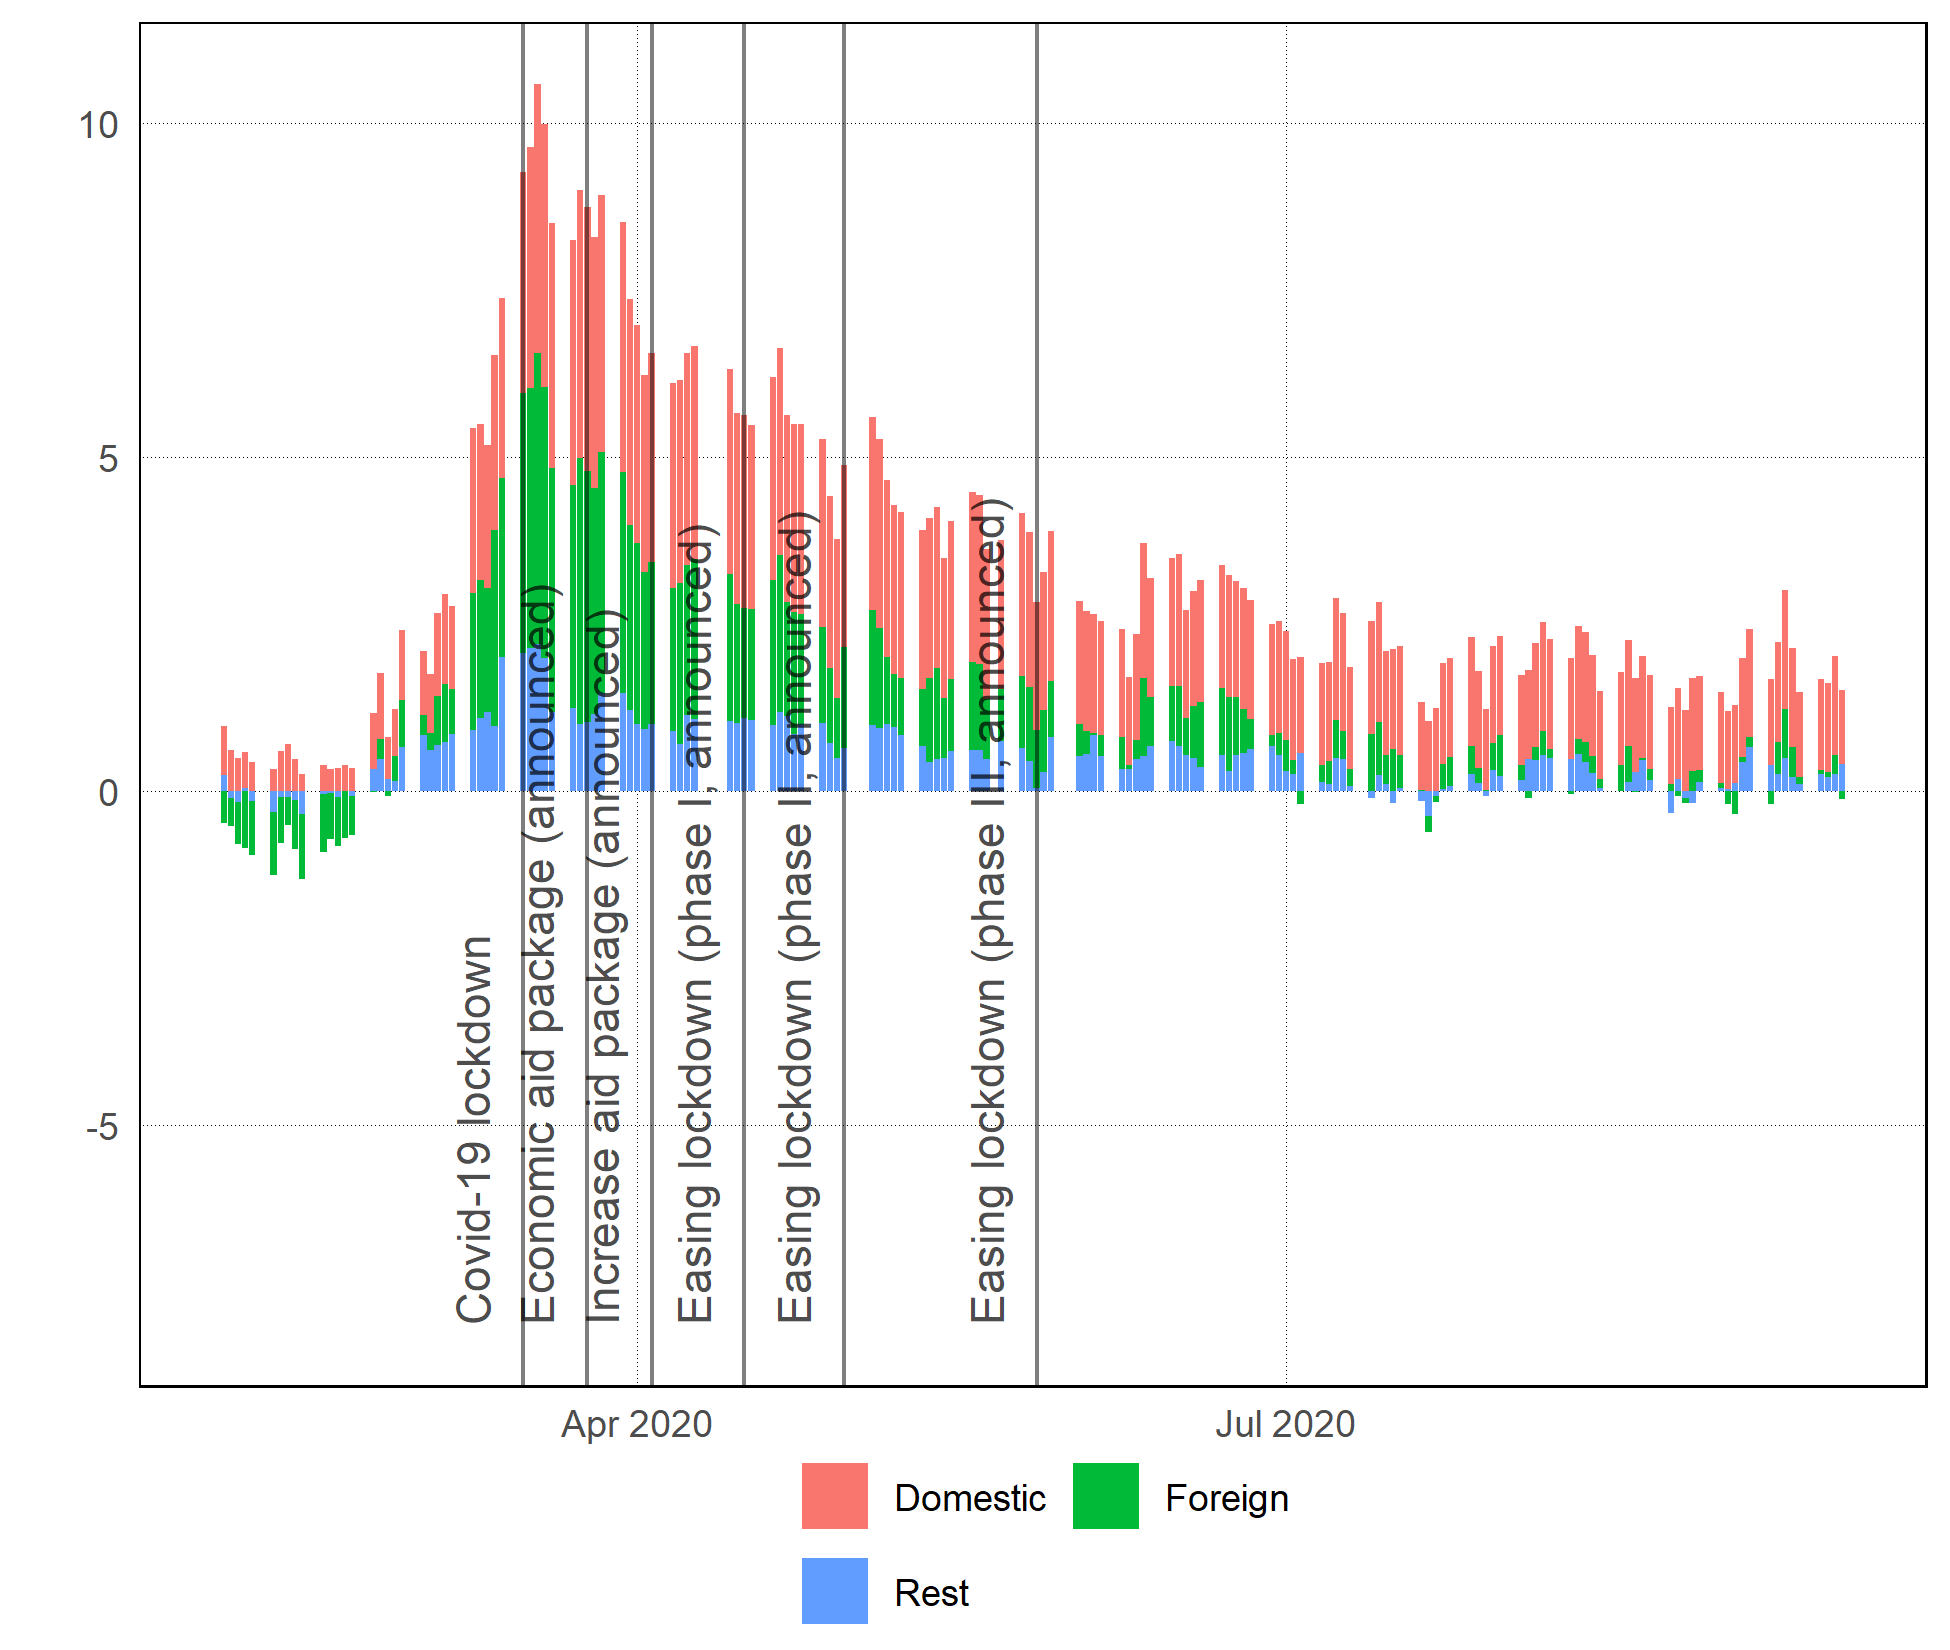 10
5
0
-5
Covid-19 lockdown
Economic aid package (announced)
Increase aid package (announced)
Easing lockdown (phase I, announced)
Easing lockdown (phase II, announced)
Easing lockdown (phase III, announced)
Apr 2020
Jul 2020
Domestic
Foreign
Rest